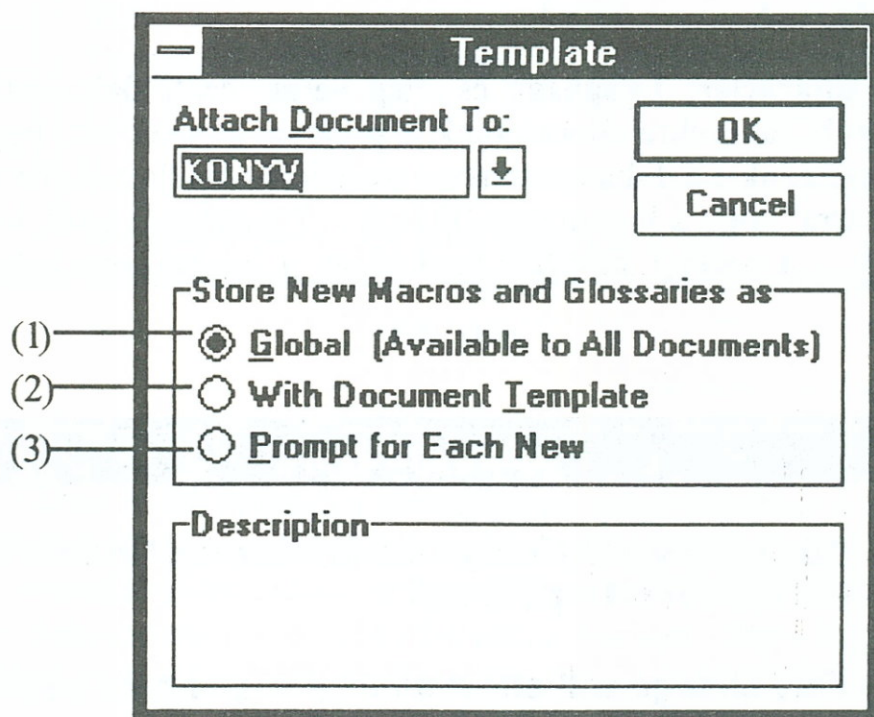 Template
Attach Document To:
KONYV
OK
Cancel
Store New Macros and Glossaries as
(1) Global (Available to All Documents)
(2) With Document Template
(3) Prompt for Each New
Description